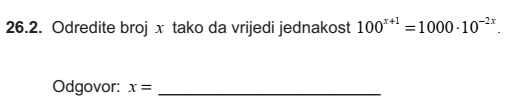 26.2. Odredite broj x tako da vrijedi jednakost 100^{x+1} = 1000·10^{-2x}.
Odgovor: x = ____________________